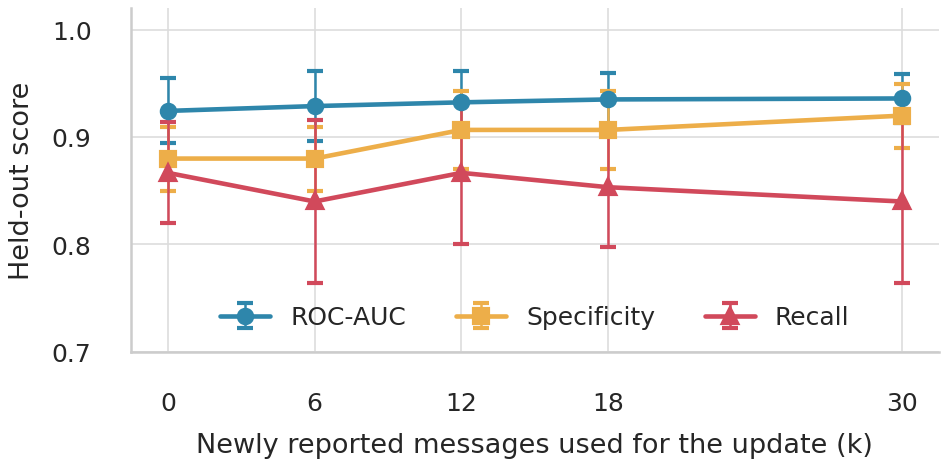 1.0
0.9
0.8
0.7
Held-out score
ROC-AUC Specificity Recall
0 6 12 18 30
Newly reported messages used for the update (k)